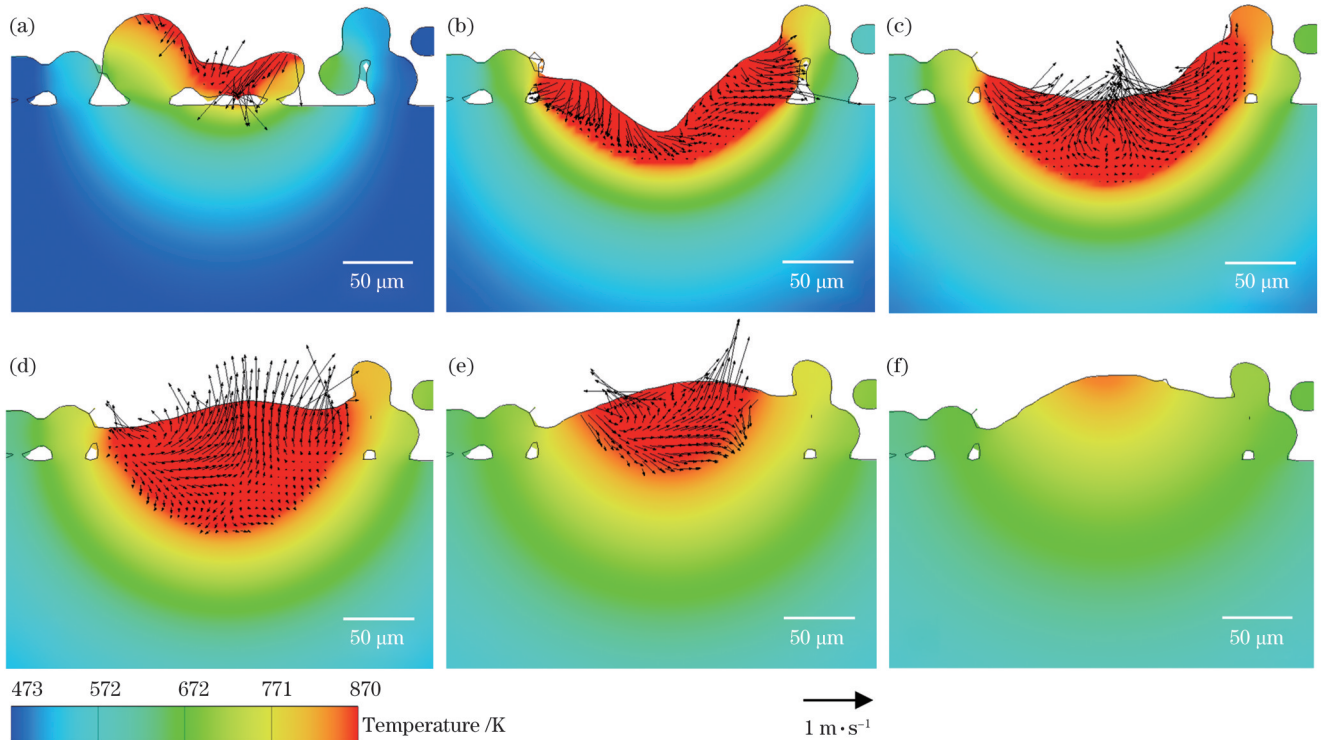 (a) (b) (c)
50 μm 50 μm 50 μm
(d) (e) (f)
50 μm 50 μm 50 μm
473 572 672 771 870
Temperature /K
1 m·s⁻¹